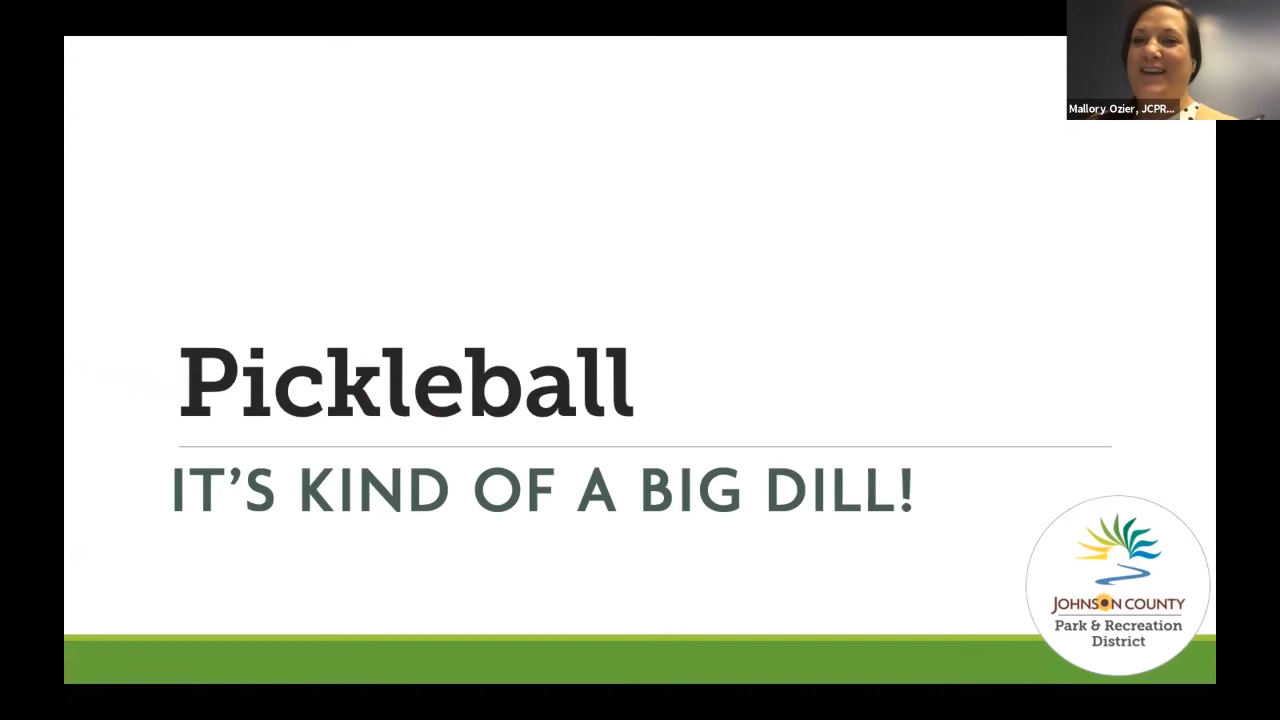 Mallory Ozier, JCPR...
Pickleball
IT'S KIND OF A BIG DILL!
JOHNSON COUNTY
Park & Recreation
District